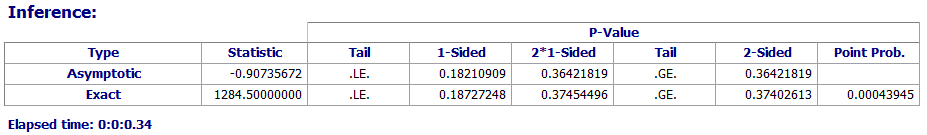 Inference:
P-Value
Type Statistic Tail 1-Sided 2*1-Sided Tail 2-Sided Point Prob.
Asymptotic -0.90735672 .LE. 0.18210909 0.36421819 .GE. 0.36421819
Exact 1284.50000000 .LE. 0.18727248 0.37454496 .GE. 0.37402613 0.00043945
Elapsed time: 0:0:0.34